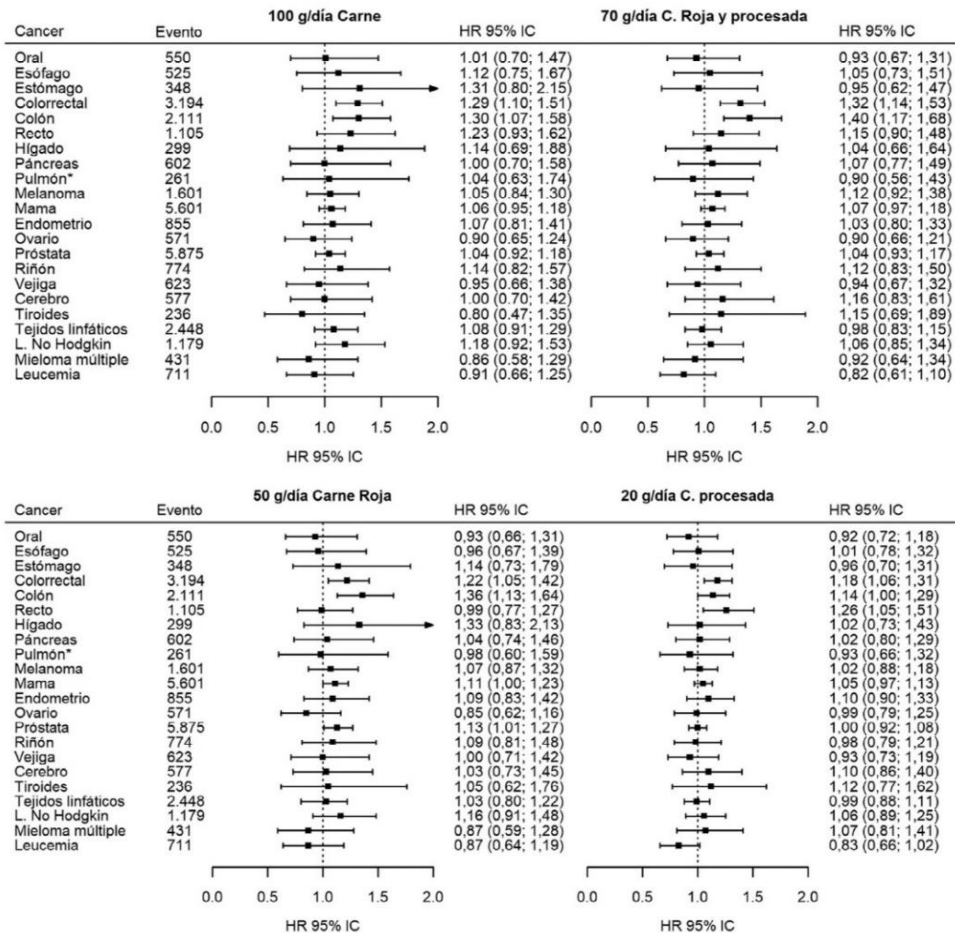 100 g/día Carne 70 g/día C. Roja y procesada
Cancer Evento HR 95% IC HR 95% IC
Oral 550 1.01 (0.70; 1.47) 0,93 (0,67; 1,31)
Esófago 525 1.12 (0.75; 1.67) 1,05 (0,73; 1,51)
Estómago 348 1.31 (0.80; 2.15) 0,95 (0,62; 1,47)
Colorrectal 3.194 1.29 (1.10; 1.51) 1,32 (1,14; 1,53)
Colón 2.111 1.30 (1.07; 1.58) 1,40 (1,17; 1,68)
Recto 1.105 1.23 (0.93; 1.62) 1,15 (0,90; 1,48)
Hígado 299 1.14 (0.69; 1.88) 1,04 (0,66; 1,64)
Páncreas 602 1.00 (0.70; 1.58) 1,07 (0,77; 1,49)
Pulmón* 261 1.04 (0.63; 1.74) 0,90 (0,56; 1,43)
Melanoma 1.601 1.05 (0.84; 1.30) 1,12 (0,92; 1,38)
Mama 5.601 1.06 (0.95; 1.18) 1,07 (0,97; 1,18)
Endometrio 855 1.07 (0.81; 1.41) 1,03 (0,80; 1,33)
Ovario 571 0.90 (0.65; 1.24) 0,90 (0,66; 1,21)
Próstata 5.875 1.04 (0.92; 1.18) 1,04 (0,93; 1,17)
Riñón 774 1.14 (0.82; 1.57) 1,12 (0,83; 1,50)
Vejiga 623 0.95 (0.66; 1.38) 0,94 (0,67; 1,32)
Cerebro 577 1.00 (0.70; 1.42) 1,16 (0,83; 1,61)
Tiroides 236 0.80 (0.47; 1.35) 1,15 (0,69; 1,89)
Tejidos linfáticos 2.448 1.08 (0.91; 1.29) 0,98 (0,83; 1,15)
L. No Hodgkin 1.179 1.18 (0.92; 1.53) 1,06 (0,85; 1,34)
Mieloma múltiple 431 0.86 (0.58; 1.29) 0,92 (0,64; 1,34)
Leucemia 711 0.91 (0.66; 1.25) 0,82 (0,61; 1,10)
0.0 0.5 1.0 1.5 2.0 0.0 0.5 1.0 1.5 2.0
HR 95% IC HR 95% IC
50 g/día Carne Roja 20 g/día C. procesada
Cancer Evento HR 95% IC HR 95% IC
Oral 550 0,93 (0,66; 1,31) 0,92 (0,72; 1,18)
Esófago 525 0,96 (0,67; 1,39) 1,01 (0,78; 1,32)
Estómago 348 1,14 (0,73; 1,79) 0,96 (0,70; 1,31)
Colorrectal 3.194 1,22 (1,05; 1,42) 1,18 (1,06; 1,31)
Colón 2.111 1,36 (1,13; 1,64) 1,14 (1,00; 1,29)
Recto 1.105 0,99 (0,77; 1,27) 1,26 (1,05; 1,51)
Hígado 299 1,33 (0,83; 2,13) 1,02 (0,73; 1,43)
Páncreas 602 1,04 (0,74; 1,46) 1,02 (0,80; 1,29)
Pulmón* 261 0,98 (0,60; 1,59) 0,93 (0,66; 1,32)
Melanoma 1.601 1,07 (0,87; 1,32) 1,02 (0,88; 1,18)
Mama 5.601 1,11 (1,00; 1,23) 1,05 (0,97; 1,13)
Endometrio 855 1,09 (0,83; 1,42) 1,10 (0,90; 1,33)
Ovario 571 0,85 (0,62; 1,16) 0,99 (0,79; 1,25)
Próstata 5.875 1,13 (1,01; 1,27) 1,00 (0,92; 1,08)
Riñón 774 1,09 (0,81; 1,48) 0,98 (0,79; 1,21)
Vejiga 623 1,00 (0,71; 1,42) 0,93 (0,73; 1,19)
Cerebro 577 1,03 (0,73; 1,45) 1,10 (0,86; 1,40)
Tiroides 236 1,05 (0,62; 1,76) 1,12 (0,77; 1,62)
Tejidos linfáticos 2.448 1,03 (0,80; 1,22) 0,99 (0,88; 1,11)
L. No Hodgkin 1.179 1,16 (0,91; 1,48) 1,06 (0,89; 1,25)
Mieloma múltiple 431 0,87 (0,59; 1,28) 1,07 (0,81; 1,41)
Leucemia 711 0,87 (0,64; 1,19) 0,83 (0,66; 1,02)
0.0 0.5 1.0 1.5 2.0 0.0 0.5 1.0 1.5 2.0
HR 95% IC HR 95% IC